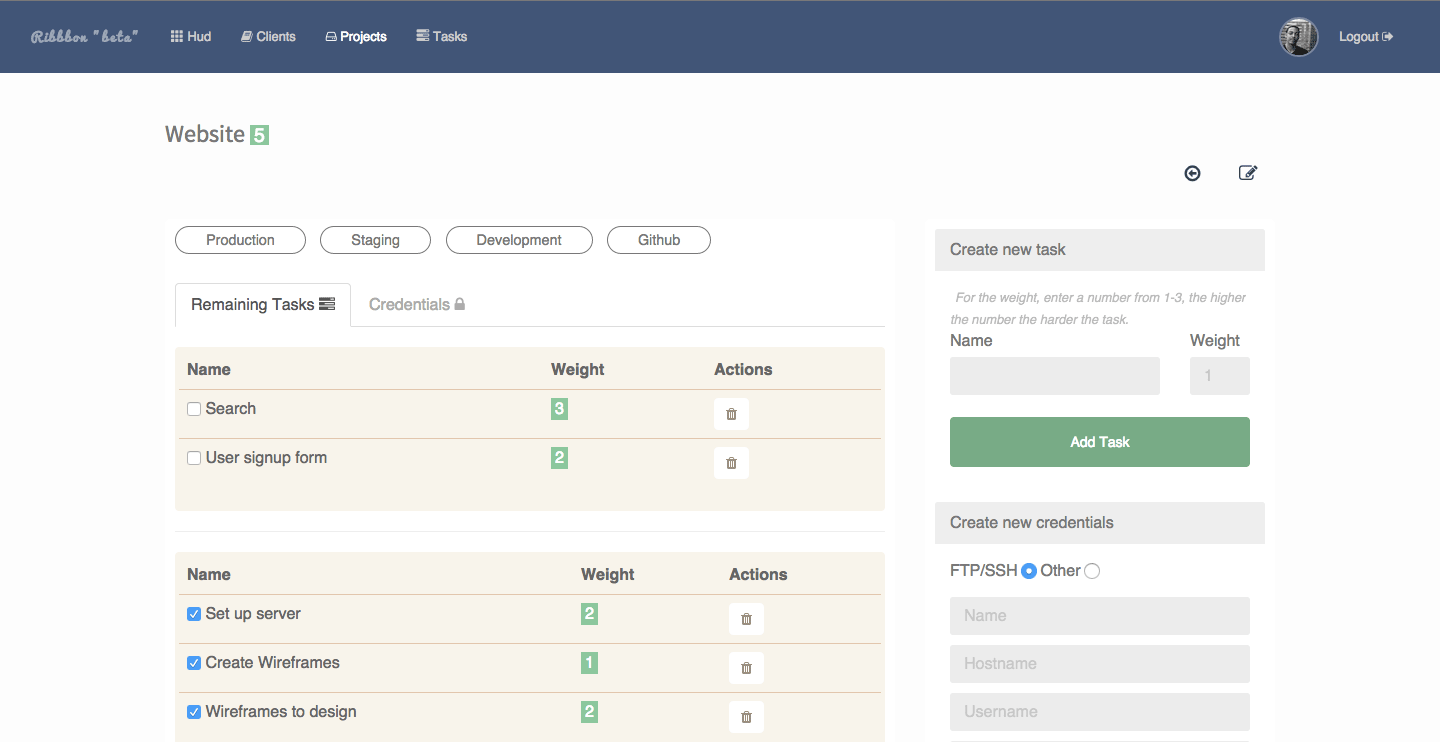 Ribbbon "beta" Hud Clients Projects Tasks Logout
Website 5
Production Staging Development Github
Remaining Tasks Credentials
Name Weight Actions
Search 3
User signup form 2
Name Weight Actions
Set up server 2
Create Wireframes 1
Wireframes to design 2
Create new task
For the weight, enter a number from 1-3, the higher
the number the harder the task.
Name Weight
1
Add Task
Create new credentials
FTP/SSH Other
Name
Hostname
Username